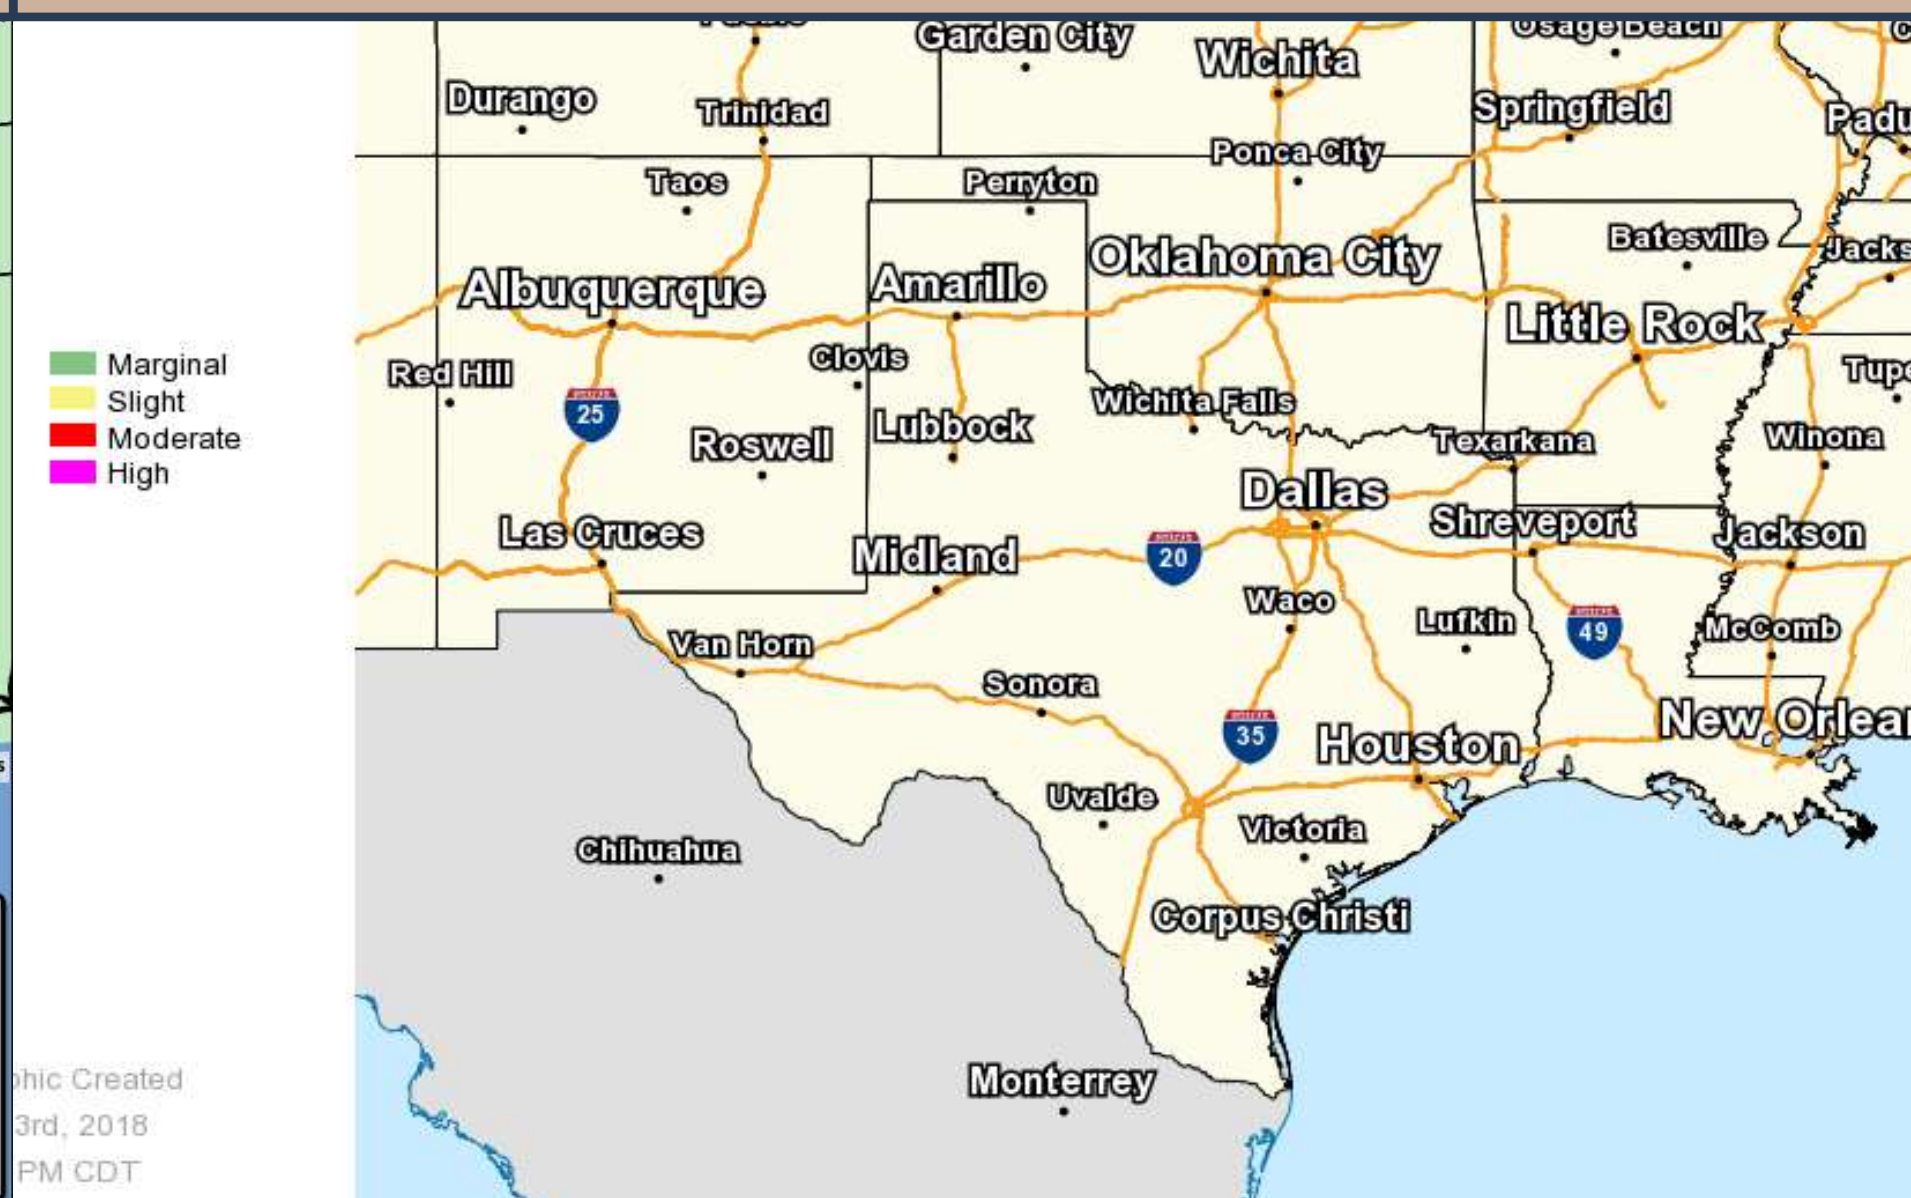 Garden City
Wichita
Durango
Trinidad
Springfield
Ponca City
Taos
Perryton
Batesville
Oklahoma City
Albuquerque
Amarillo
Little Rock
Marginal
Slight
Moderate
High
Red Hill
Clovis
25
Wichita Falls
Lubbock
Roswell
Texarkana
Winona
Dallas
Shreveport
Las Cruces
Midland
20
Jackson
Waco
Lufkin
49
McComb
Van Horn
Sonora
35
Houston
New Orlea
Uvalde
Victoria
Chihuahua
Corpus Christi
Monterrey
Created
3rd, 2018
PM CDT